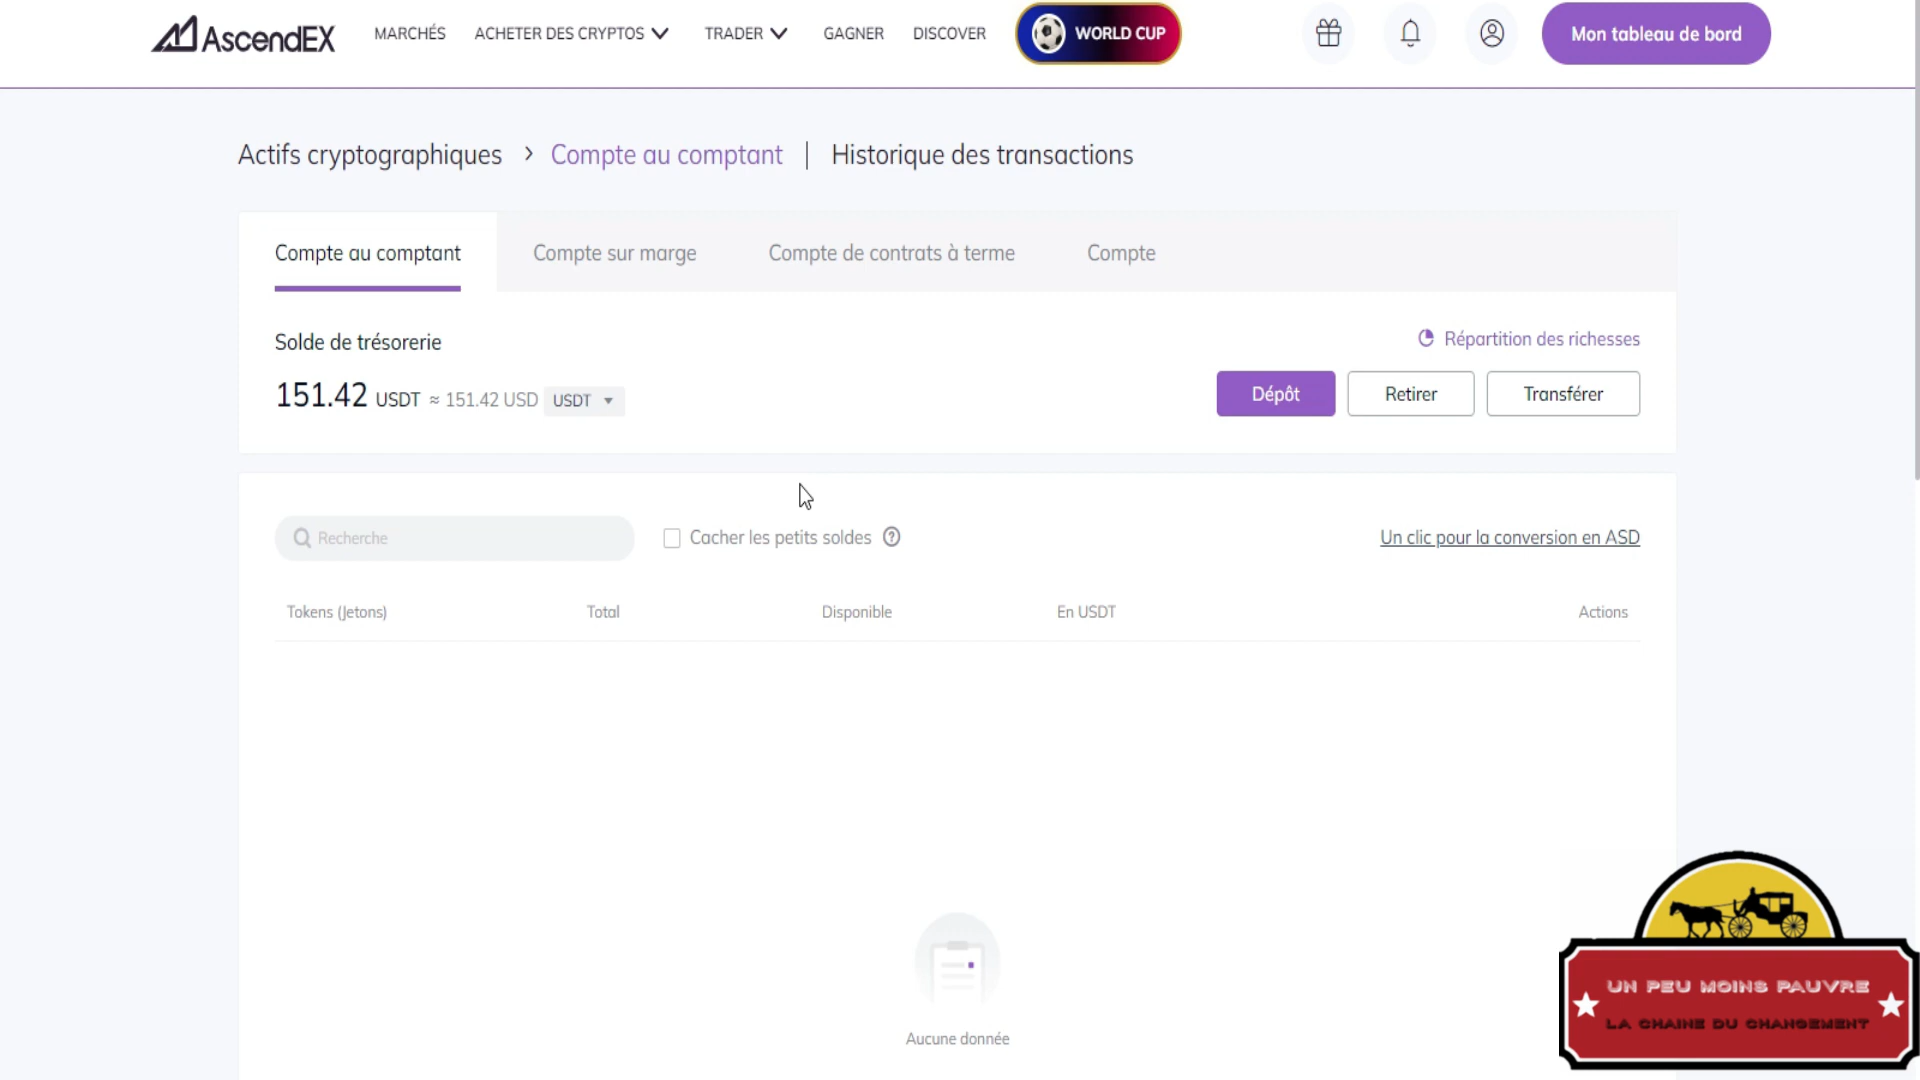 AscendEX MARCHÉS ACHETER DES CRYPTOS TRADER GAGNER DISCOVER WORLD CUP Mon tableau de bord
Actifs cryptographiques > Compte au comptant | Historique des transactions
Compte au comptant Compte sur marge Compte de contrats à terme Compte
Solde de trésorerie
Répartition des richesses
151.42 USDT ≈ 151.42 USD USDT
Dépôt Retirer Transférer
Recherche Cacher les petits soldes ? Un clic pour la conversion en ASD
Tokens (Jetons) Total Disponible En USDT Actions
Aucune donnée
UN PEU MOINS PAUVRE
LA CHAINE DU CHANGEMENT